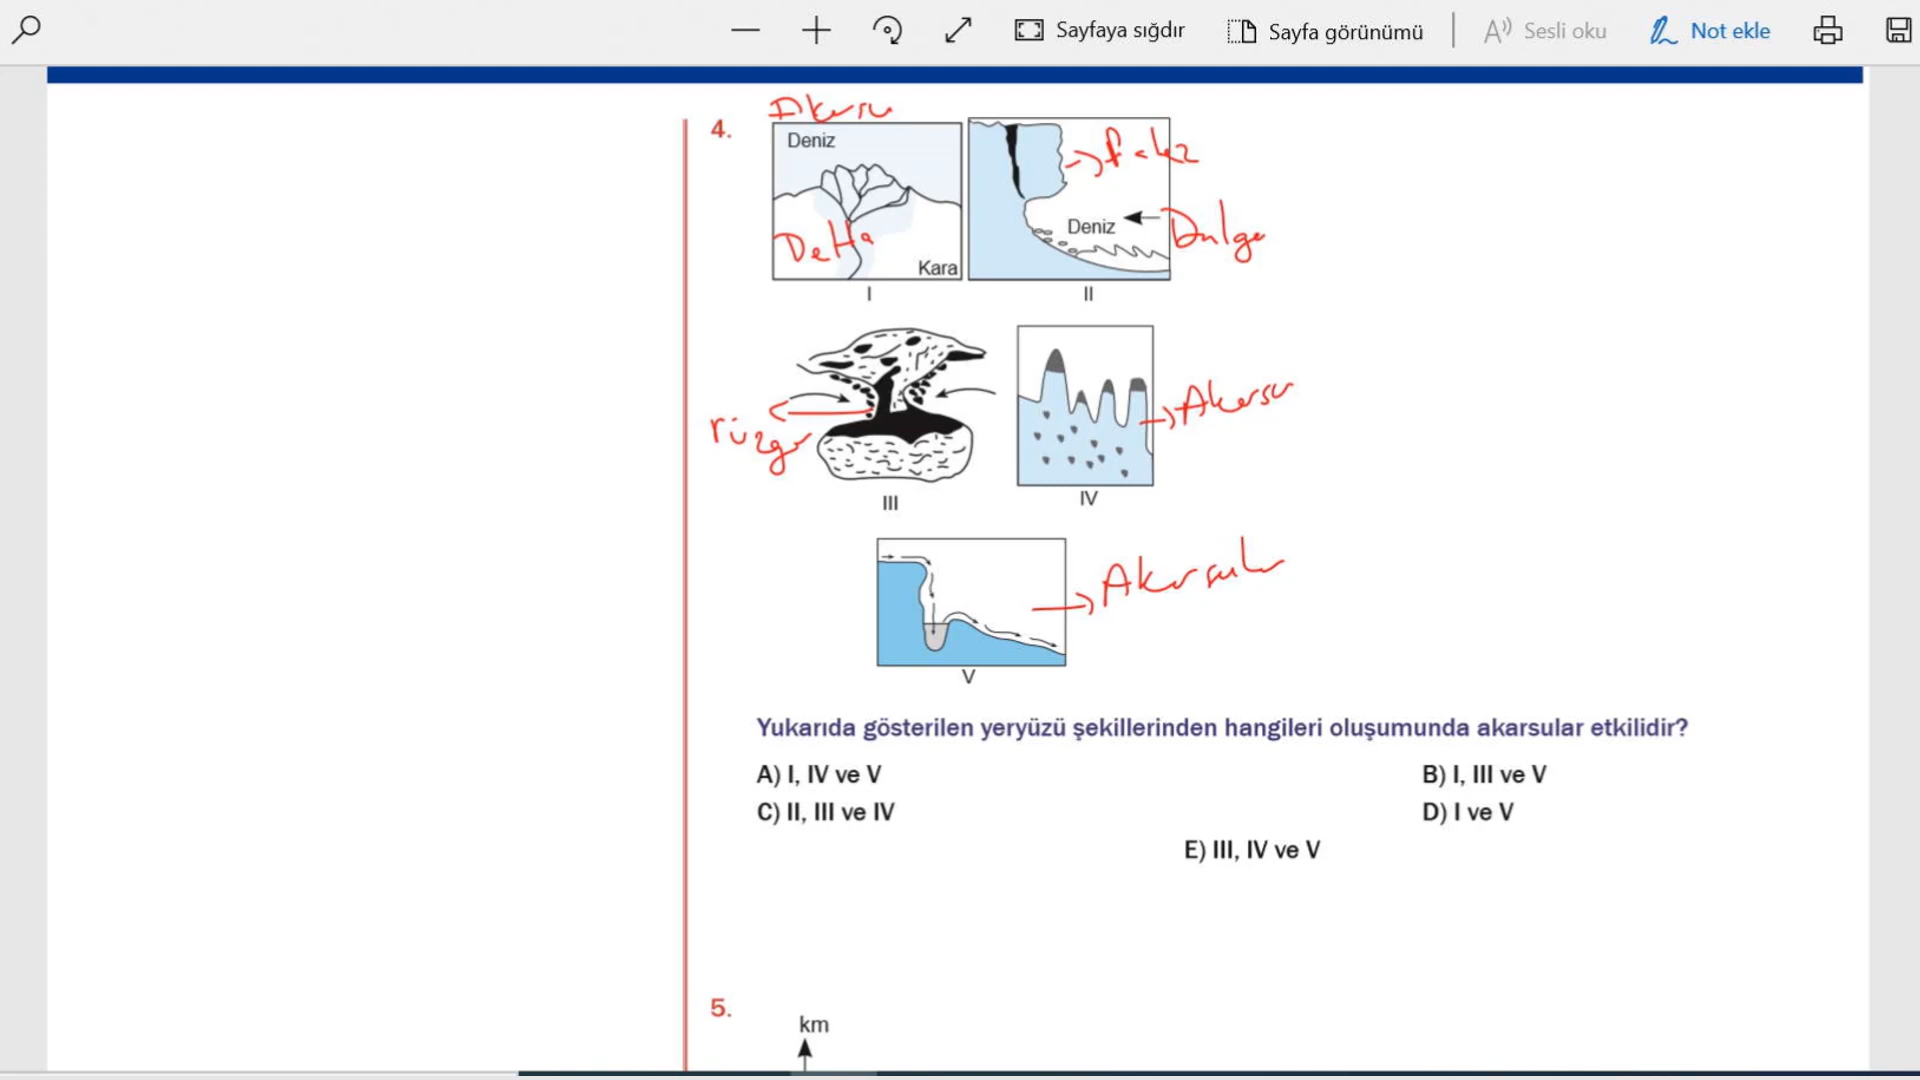 Sayfaya sığdır
Sayfa görünümü
Sesli oku
Not ekle
4.
Akarsu
Deniz
Delta
Kara
I
falez
Deniz
Dalga
II
rüzgar
III
Akarsu
IV
Akarsular
V
Yukarıda gösterilen yeryüzü şekillerinden hangileri oluşumunda akarsular etkilidir?
A) I, IV ve V
B) I, III ve V
C) II, III ve IV
D) I ve V
E) III, IV ve V
5.
km